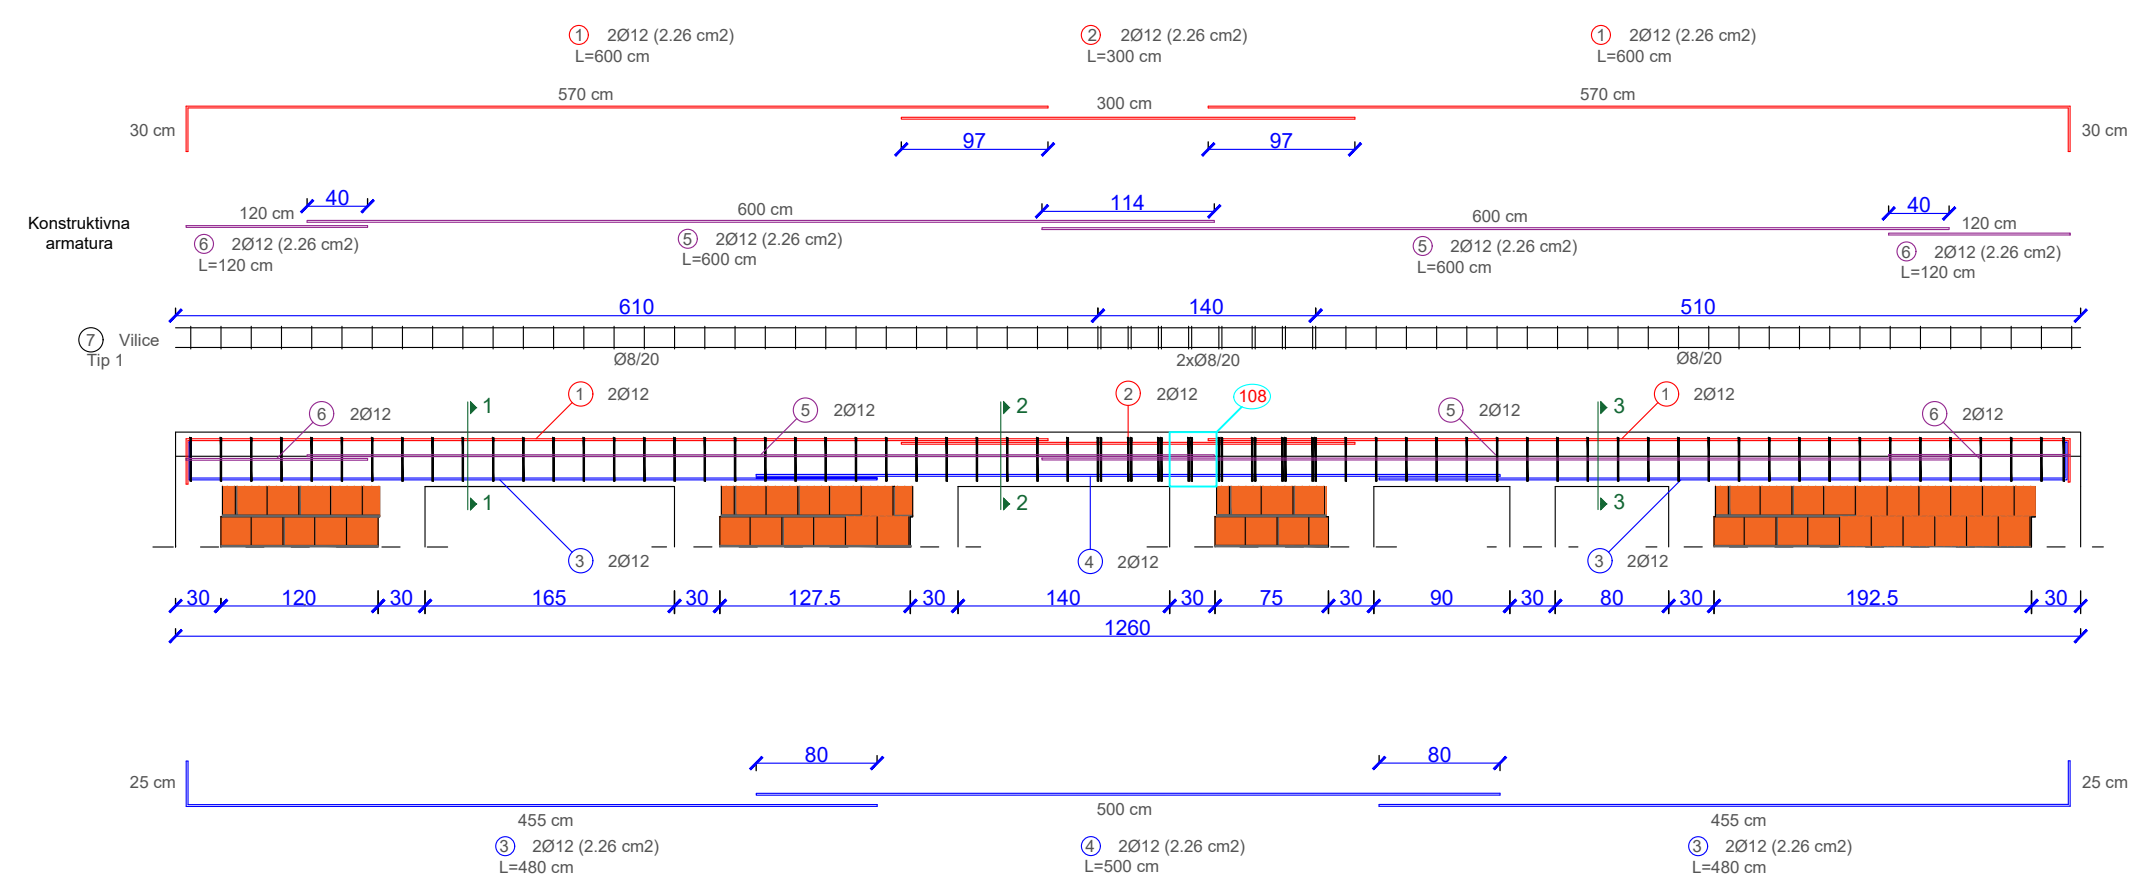 1 2Ø12 (2.26 cm2)
L=600 cm
2 2Ø12 (2.26 cm2)
L=300 cm
1 2Ø12 (2.26 cm2)
L=600 cm
570 cm
300 cm
570 cm
30 cm
97
97
30 cm
Konstruktivna
armatura
120 cm
40
600 cm
114
600 cm
40
120 cm
6 2Ø12 (2.26 cm2)
L=120 cm
5 2Ø12 (2.26 cm2)
L=600 cm
5 2Ø12 (2.26 cm2)
L=600 cm
6 2Ø12 (2.26 cm2)
L=120 cm
610
140
510
7 Vilice
Tip 1
Ø8/20
2xØ8/20
Ø8/20
6 2Ø12
1 2Ø12
1
5 2Ø12
2
2 2Ø12
108
5 2Ø12
3
1 2Ø12
6 2Ø12
1
2
3
3 2Ø12
4 2Ø12
3 2Ø12
30 120 30 165 30 127.5 30 140 30 75 30 90 30 80 30 192.5 30
1260
25 cm
80
80
25 cm
455 cm
500 cm
455 cm
3 2Ø12 (2.26 cm2)
L=480 cm
4 2Ø12 (2.26 cm2)
L=500 cm
3 2Ø12 (2.26 cm2)
L=480 cm